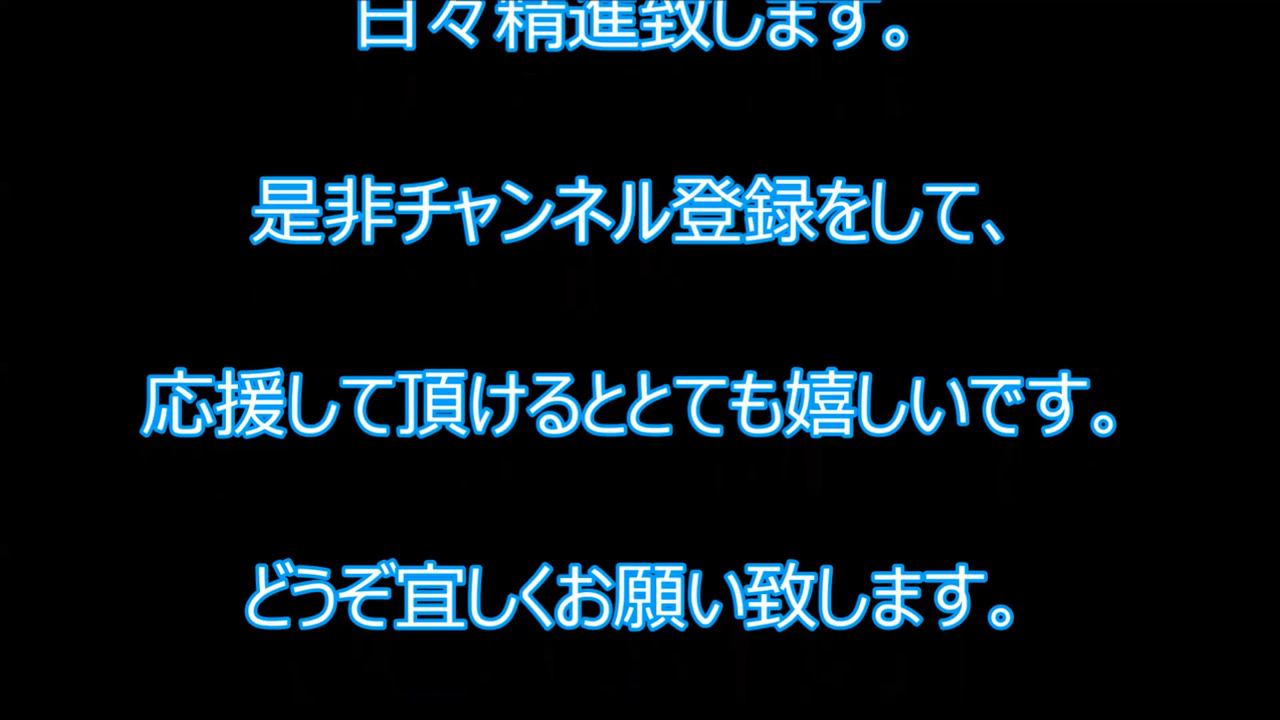 日々精進致します。
是非チャンネル登録をして、
応援して頂けるととても嬉しいです。
どうぞ宜しくお願い致します。